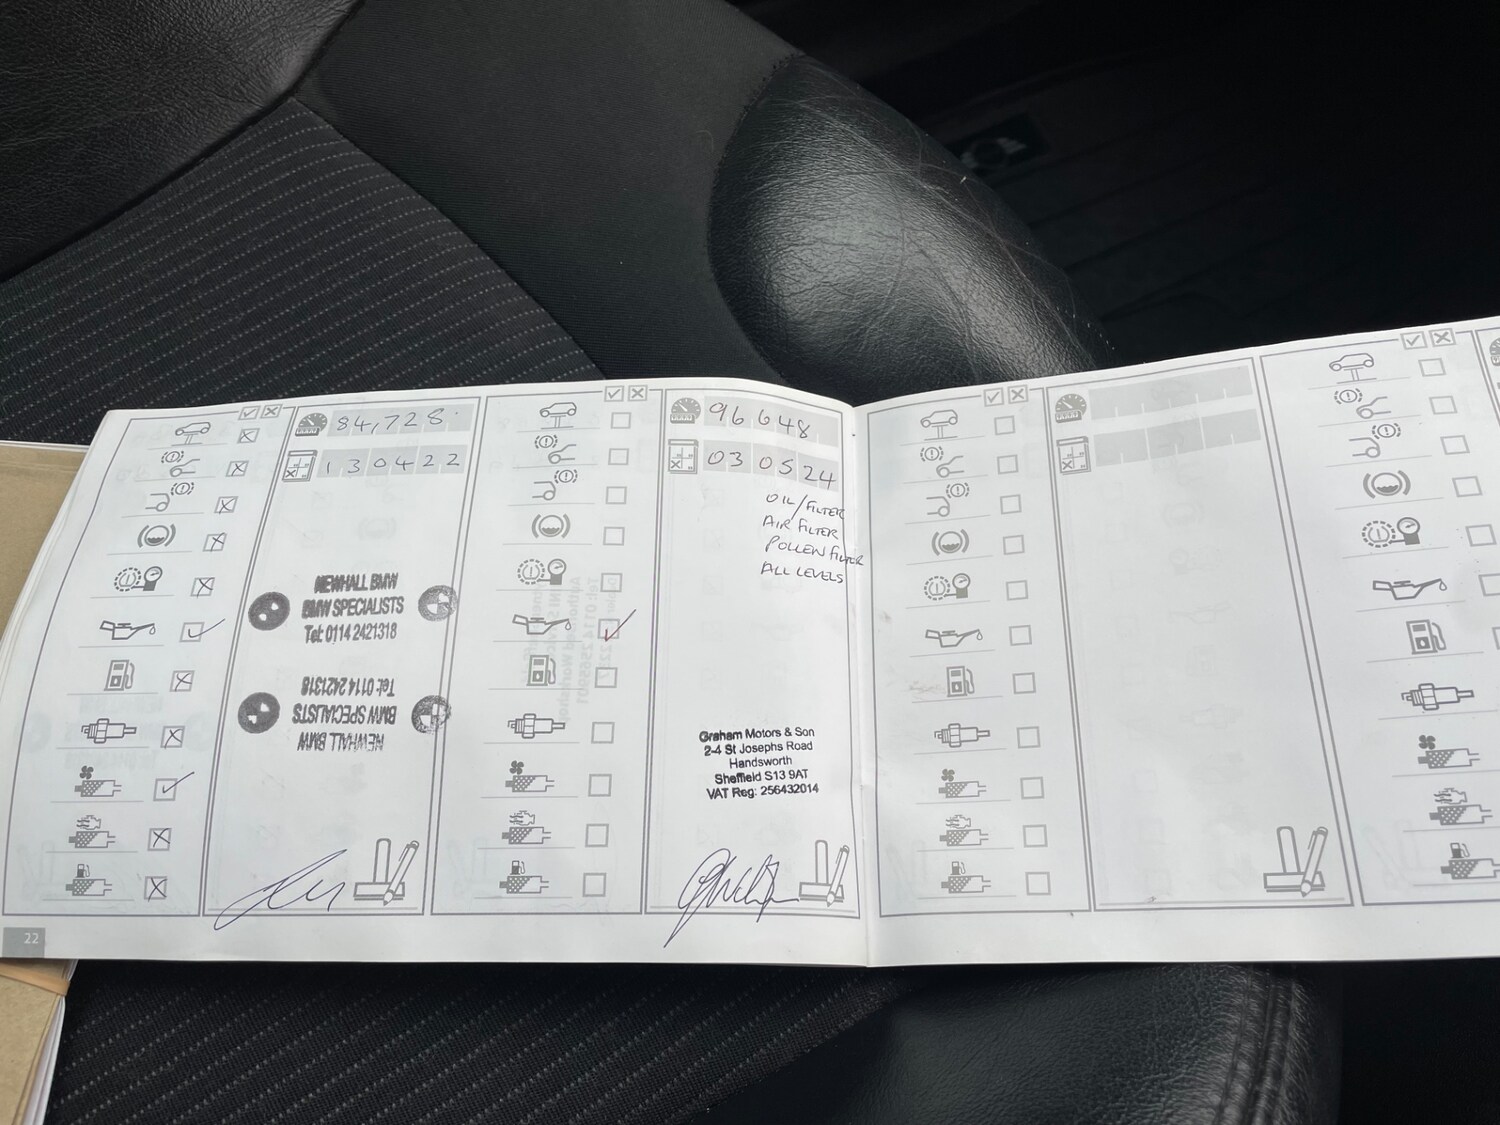 84,728
130422
NEWHALL BMW
BMW SPECIALISTS
Tel: 0114 2421318
NEWHALL BMW
BMW SPECIALISTS
Tel: 0114 2421318
96648
030524
OIL/FILTER
AIR FILTER
POLLEN FILTER
ALL LEVELS
Graham Motors & Son
2-4 St Josephs Road
Handsworth
Sheffield S13 9AT
VAT Reg: 256432014
22